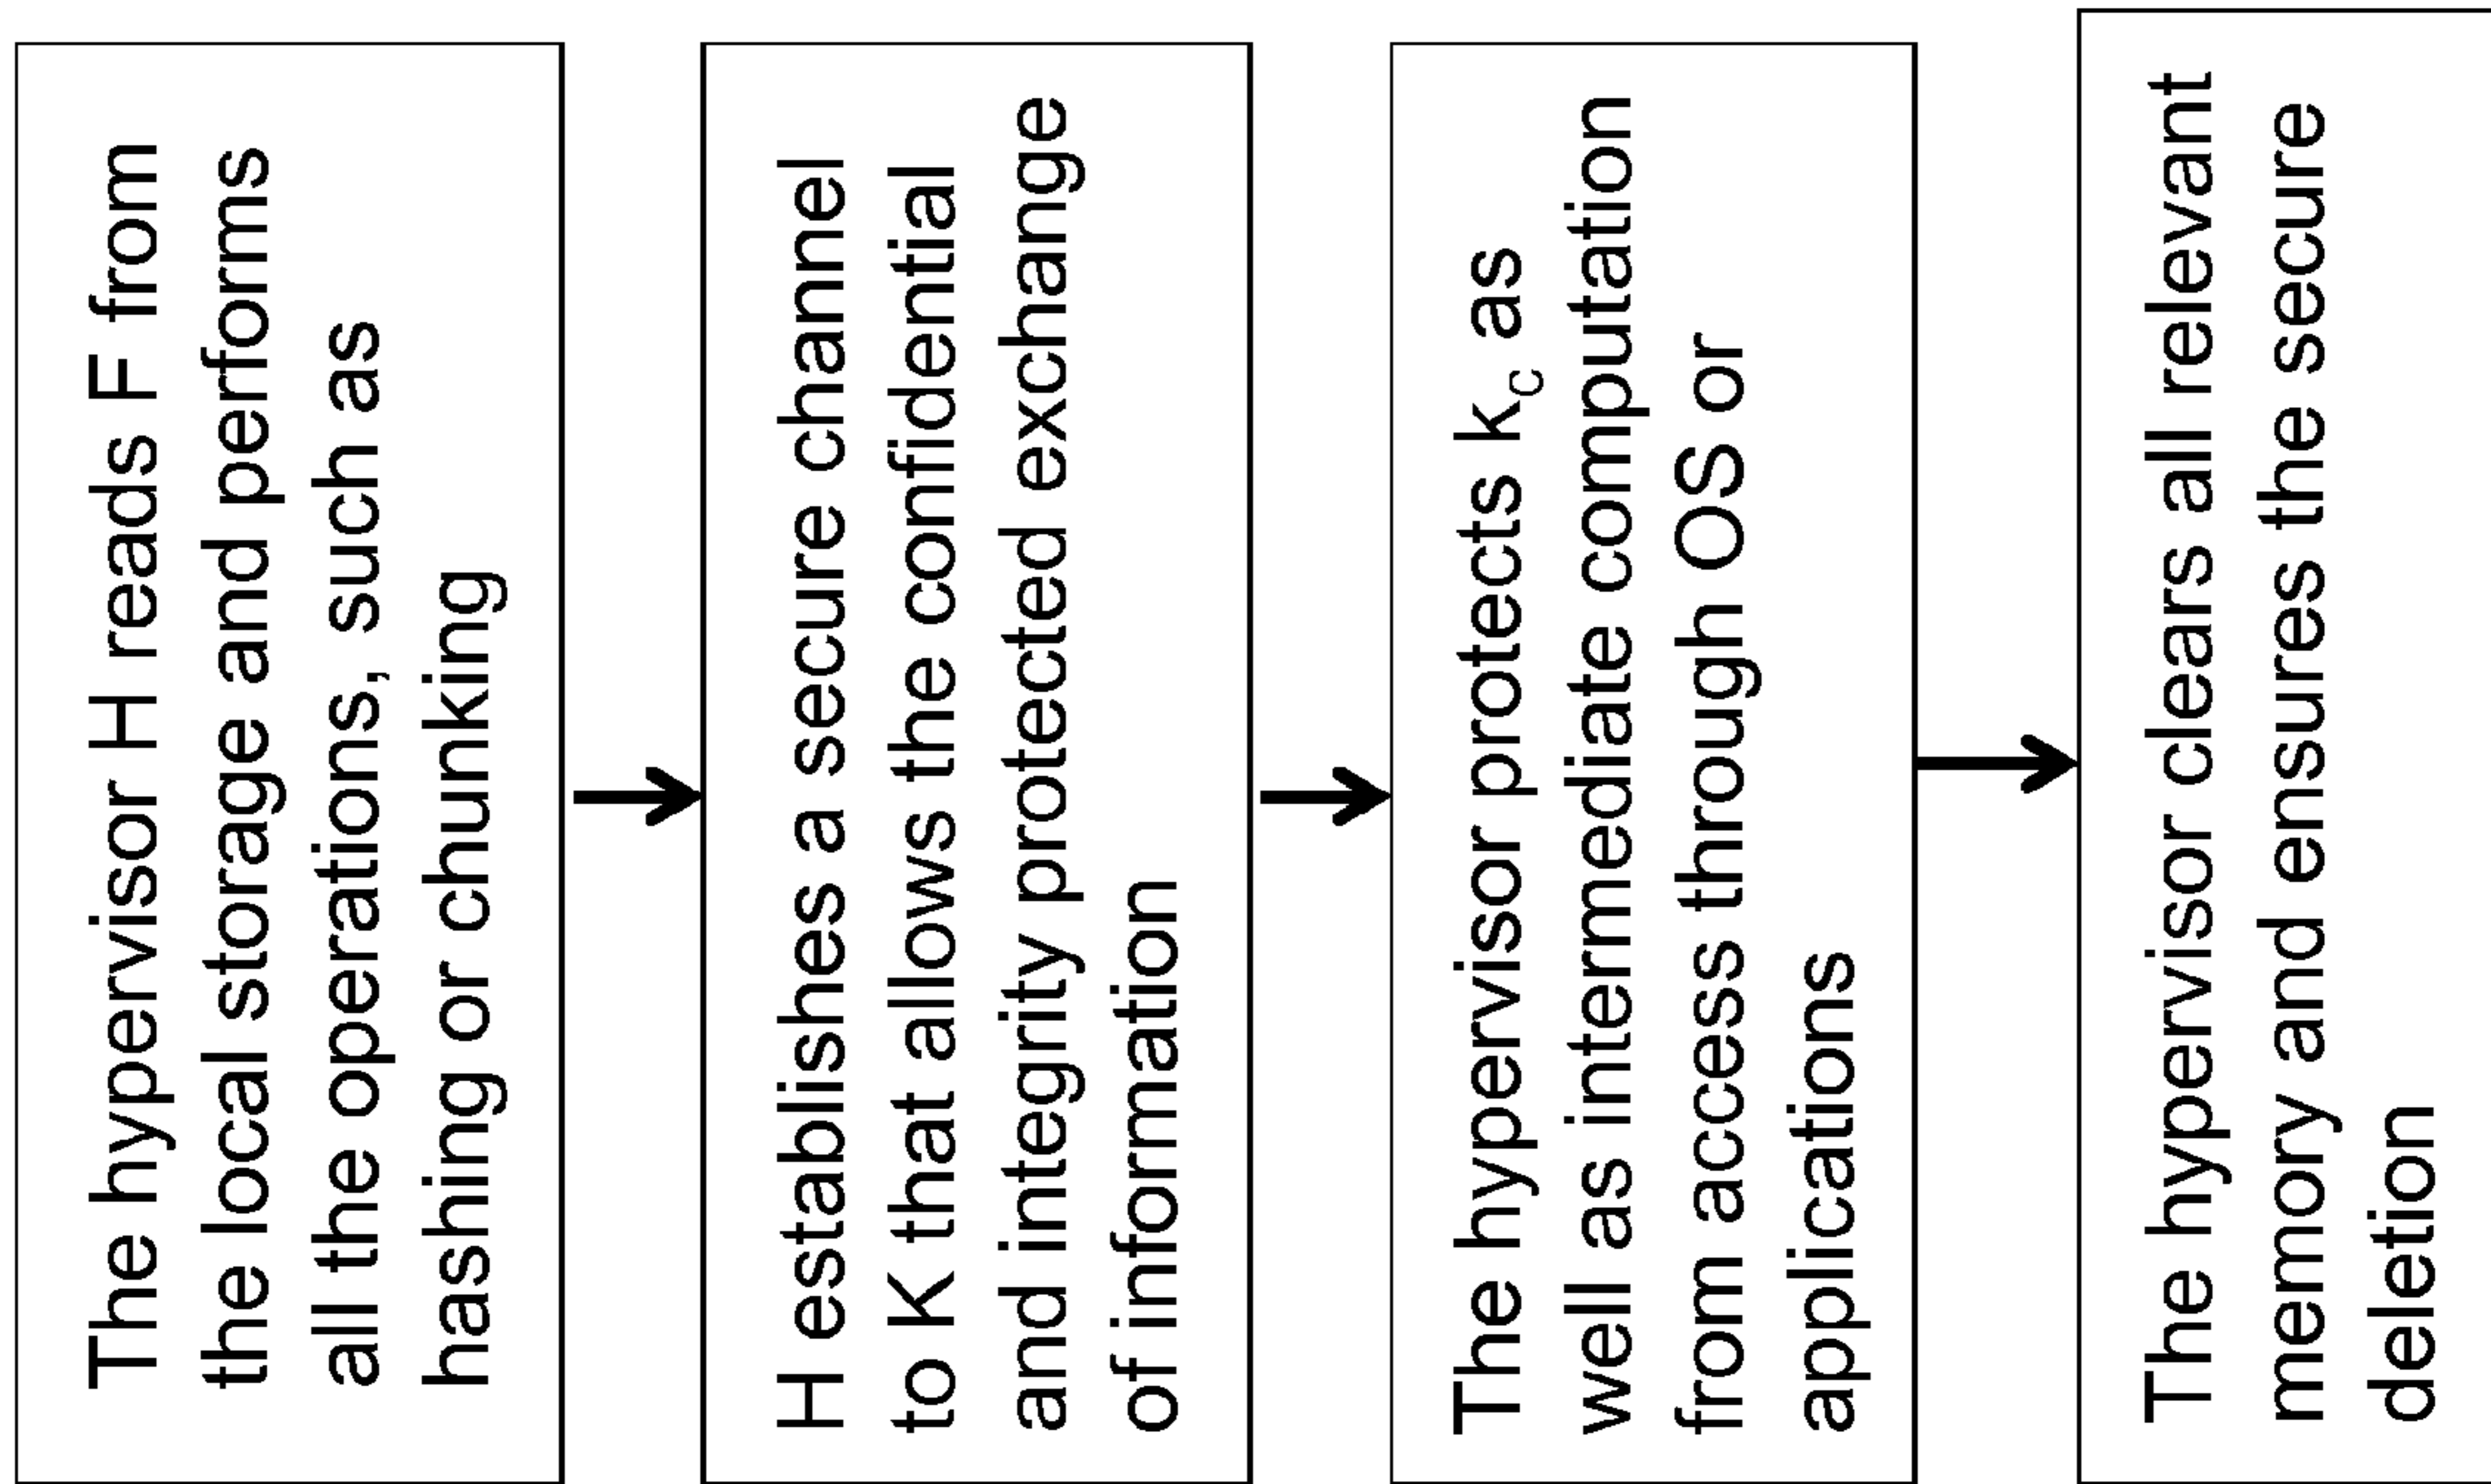 The hypervisor H reads F from
the local storage and performs
all the operations, such as
hashing or chunking
H establishes a secure channel
to K that allows the confidential
and integrity protected exchange
of information
The hypervisor protects k_c as
well as intermediate computation
from access through OS or
applications
The hypervisor clears all relevant
memory and ensures the secure
deletion